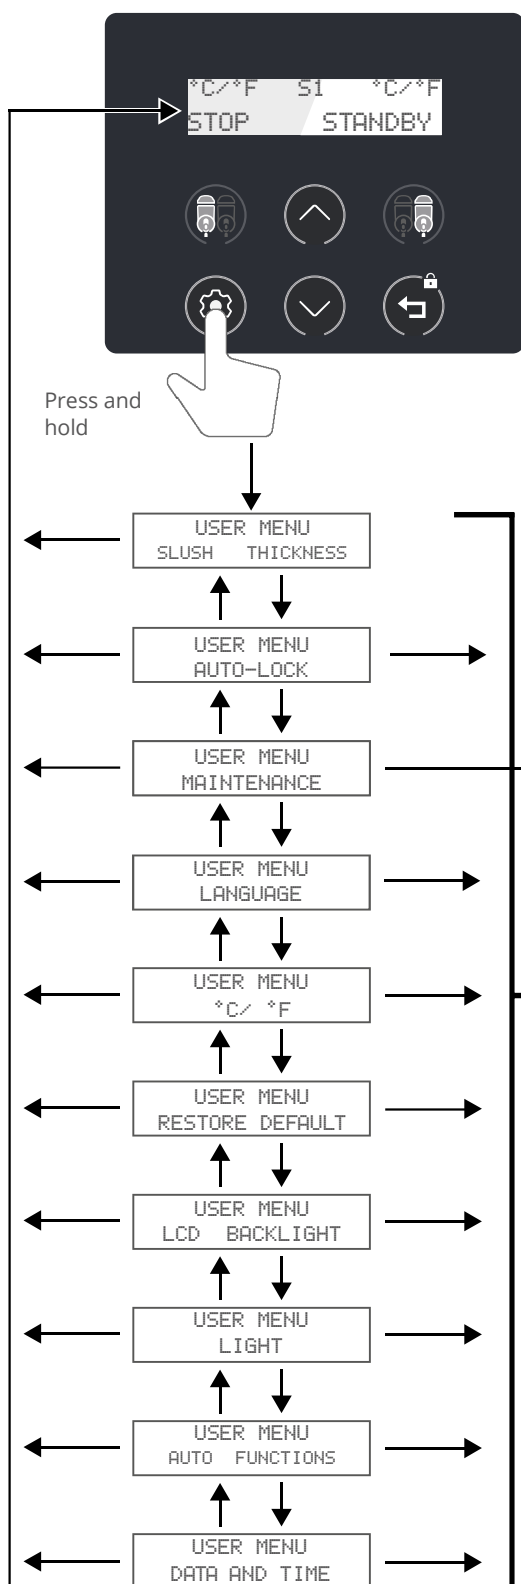 °C/°F S1 °C/°F
STOP STANDBY
Press and
hold
USER MENU
SLUSH THICKNESS
USER MENU
AUTO-LOCK
USER MENU
MAINTENANCE
USER MENU
LANGUAGE
USER MENU
°C/ °F
USER MENU
RESTORE DEFAULT
USER MENU
LCD BACKLIGHT
USER MENU
LIGHT
USER MENU
AUTO FUNCTIONS
USER MENU
DATA AND TIME